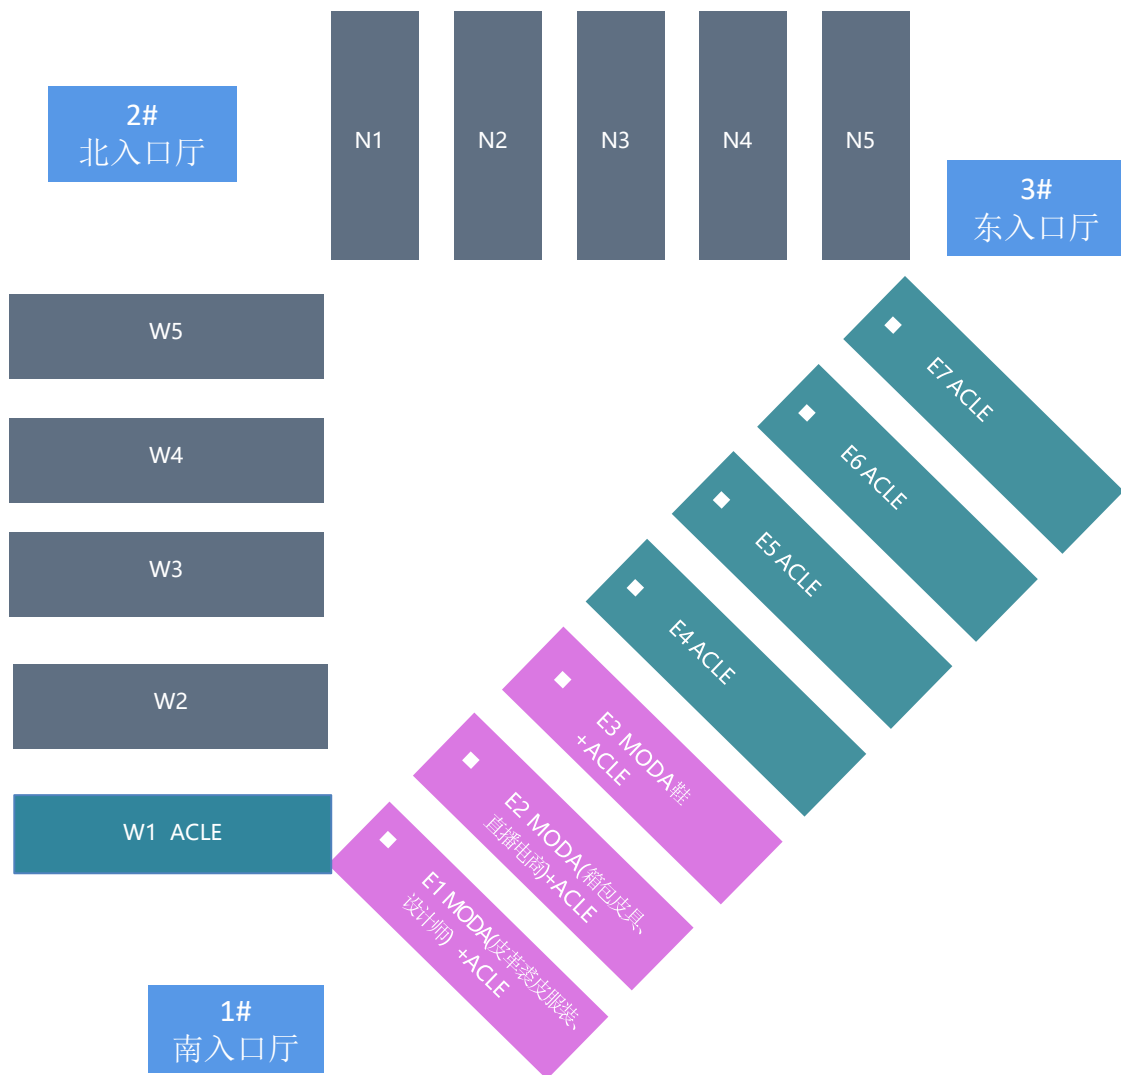 2#
北入口厅
N1
N2
N3
N4
N5
3#
东入口厅
W5
W4
W3
W2
W1 ACLE
E7 ACLE
E6 ACLE
E5 ACLE
E4 ACLE
E3 MODA鞋
+ACLE
E2 MODA(箱包皮具、
直播电商)+ACLE
E1 MODA(皮革裘皮服装、
设计师) +ACLE
1#
南入口厅